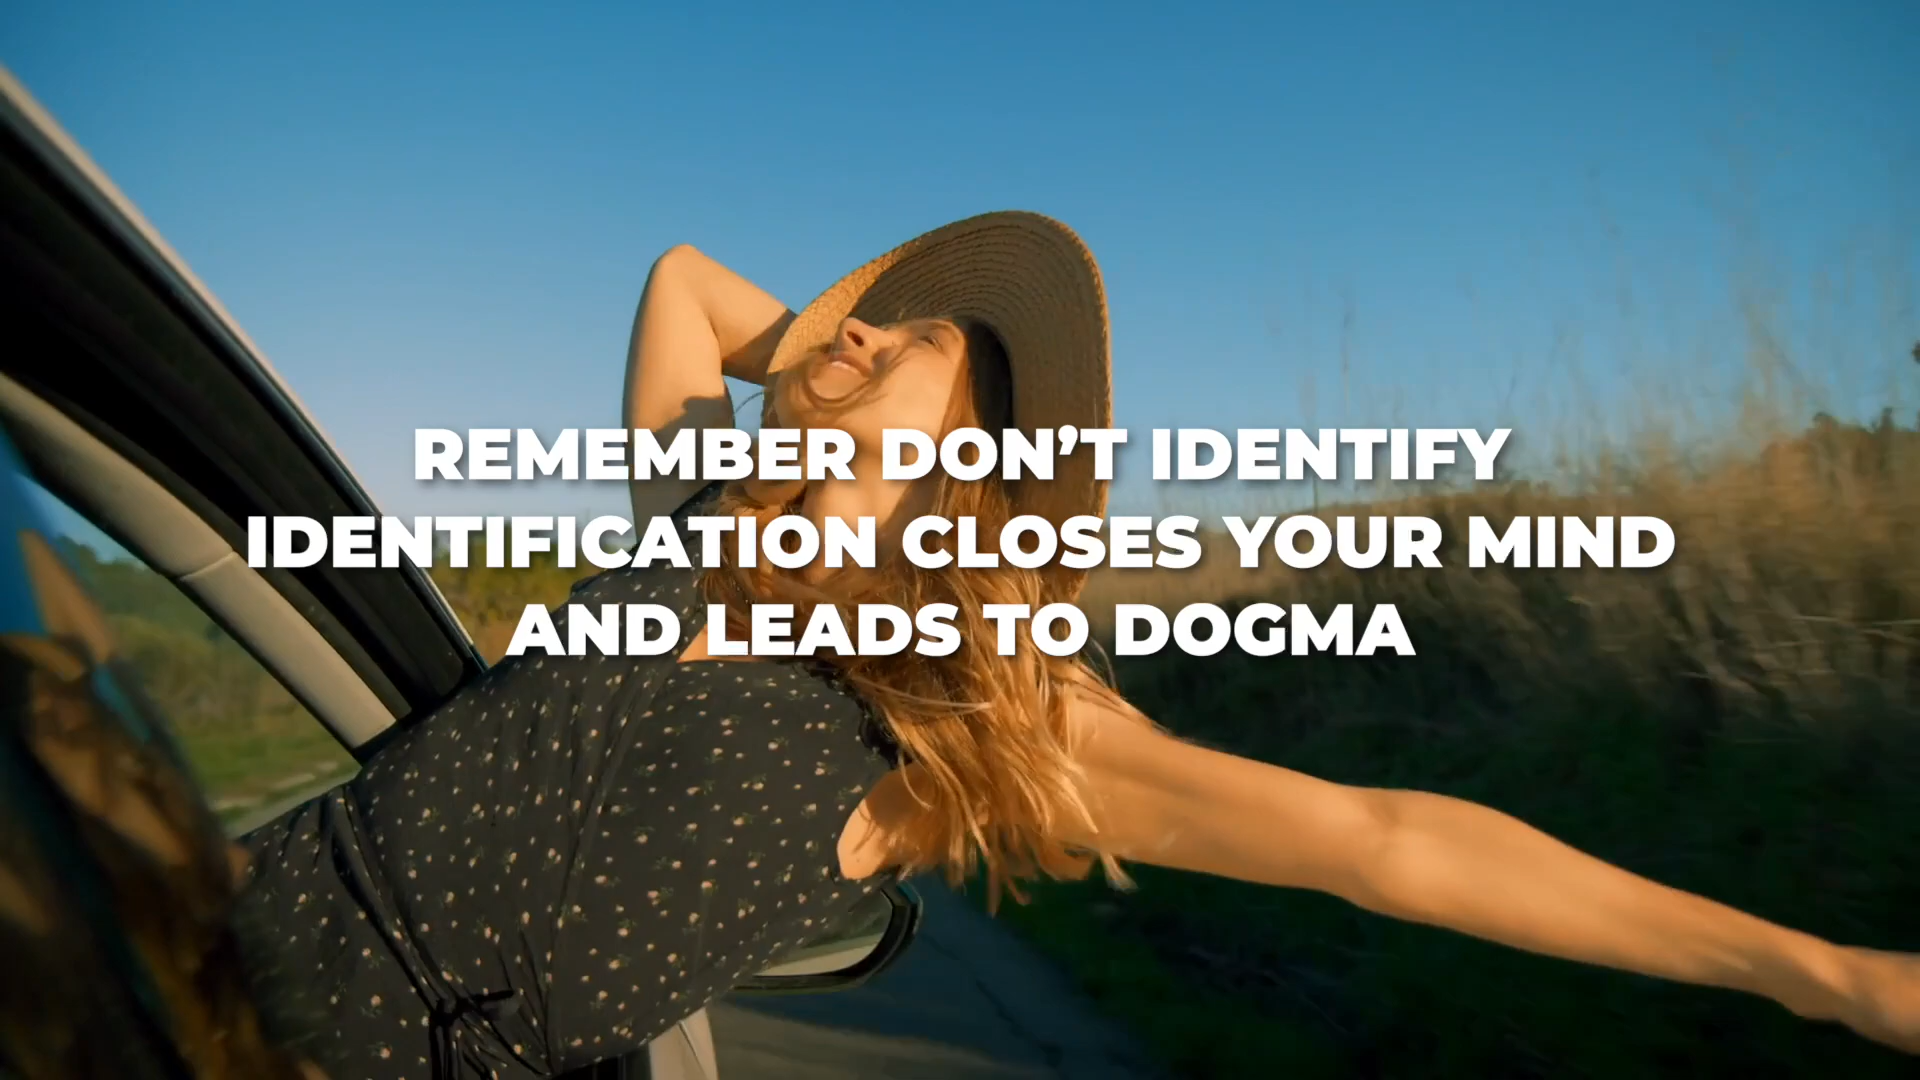 REMEMBER DON’T IDENTIFY
IDENTIFICATION CLOSES YOUR MIND
AND LEADS TO DOGMA